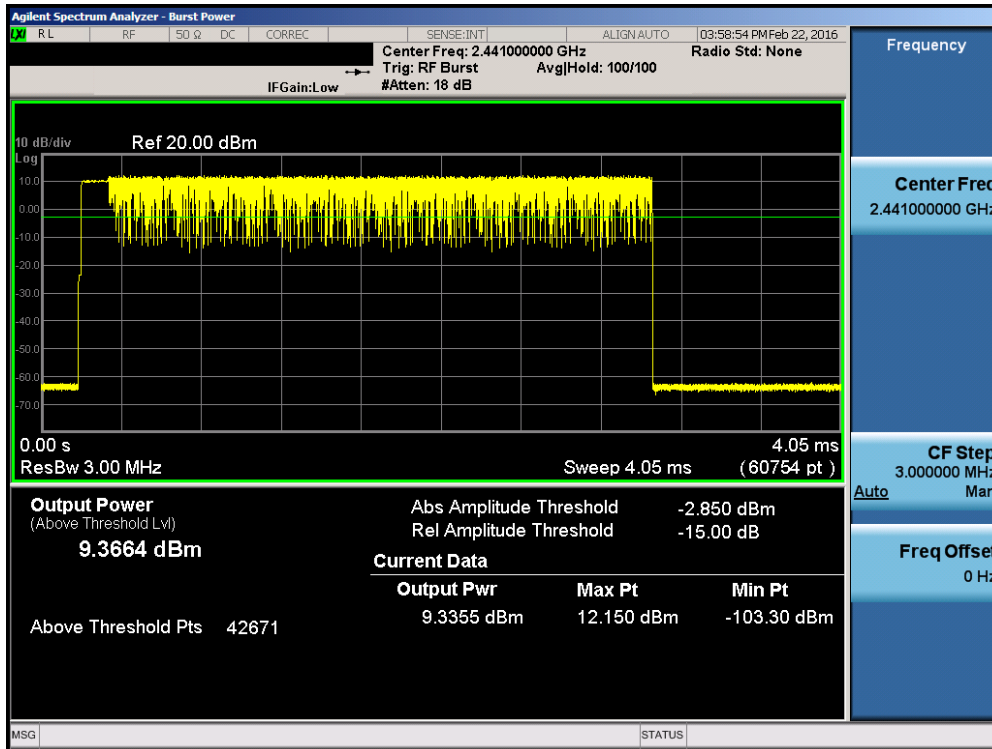 Agilent Spectrum Analyzer - Burst Power
LXI RL RF 50 Ω DC CORREC SENSE:INT ALIGN AUTO 03:58:54 PM Feb 22, 2016
Center Freq: 2.441000000 GHz Radio Std: None
Trig: RF Burst Avg|Hold: 100/100
IFGain:Low #Atten: 18 dB
10 dB/div Ref 20.00 dBm
Log
10.0
0.00
-10.0
-20.0
-30.0
-40.0
-50.0
-60.0
-70.0
0.00 s 4.05 ms
ResBw 3.00 MHz Sweep 4.05 ms (60754 pt)
Output Power
(Above Threshold Lvl)
9.3664 dBm
Above Threshold Pts 42671
Abs Amplitude Threshold -2.850 dBm
Rel Amplitude Threshold -15.00 dB
Current Data
Output Pwr Max Pt Min Pt
9.3355 dBm 12.150 dBm -103.30 dBm
Frequency
Center Freq
2.441000000 GHz
CF Step
3.000000 MHz
Auto Man
Freq Offset
0 Hz
MSG STATUS